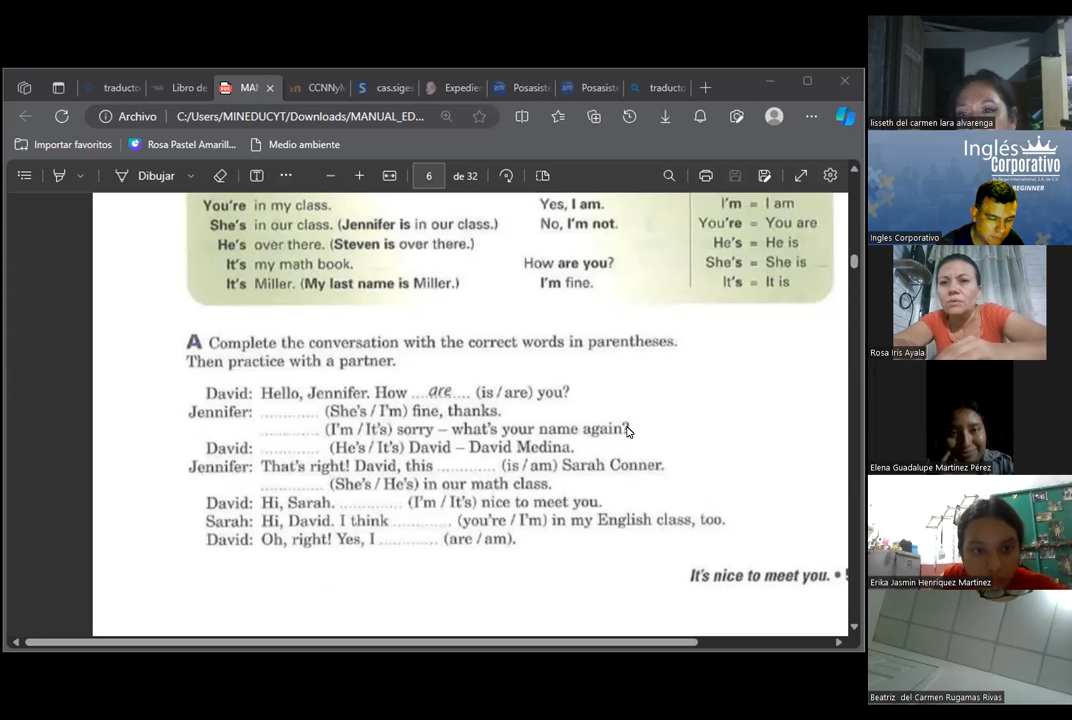 traducto
Libro de
MAI
CCNNyM
cas.siges
Expedier
Posasiste
Posasiste
traducto
Archivo
C:/Users/MINEDUCYT/Downloads/MANUAL_ED...
Importar favoritos
Rosa Pastel Amarill...
Medio ambiente
Dibujar
6
de 32
You're in my class. Yes, I am. I'm = I am
She's in our class. (Jennifer is in our class.) No, I'm not. You're = You are
He's over there. (Steven is over there.) He's = He is
It's my math book. How are you? She's = She is
It's Miller. (My last name is Miller.) I'm fine. It's = It is
A Complete the conversation with the correct words in parentheses.
Then practice with a partner.
David: Hello, Jennifer. How ....are.... (is / are) you?
Jennifer: .............. (She's / I'm) fine, thanks.
.............. (I'm / It's) sorry – what's your name again?
David: .............. (He's / It's) David – David Medina.
Jennifer: That's right! David, this .............. (is / am) Sarah Conner.
.............. (She's / He's) in our math class.
David: Hi, Sarah. .............. (I'm / It's) nice to meet you.
Sarah: Hi, David. I think .............. (you're / I'm) in my English class, too.
David: Oh, right! Yes, I .............. (are / am).
It's nice to meet you. •
lisseth del carmen lara alvarenga
Inglés
Corporativo
BEGINNER
Ingles Corporativo
Rosa Iris Ayala
Elena Guadalupe Martinez Pérez
Erika Jasmin Henríquez Martinez
Beatriz del Carmen Rugamas Rivas